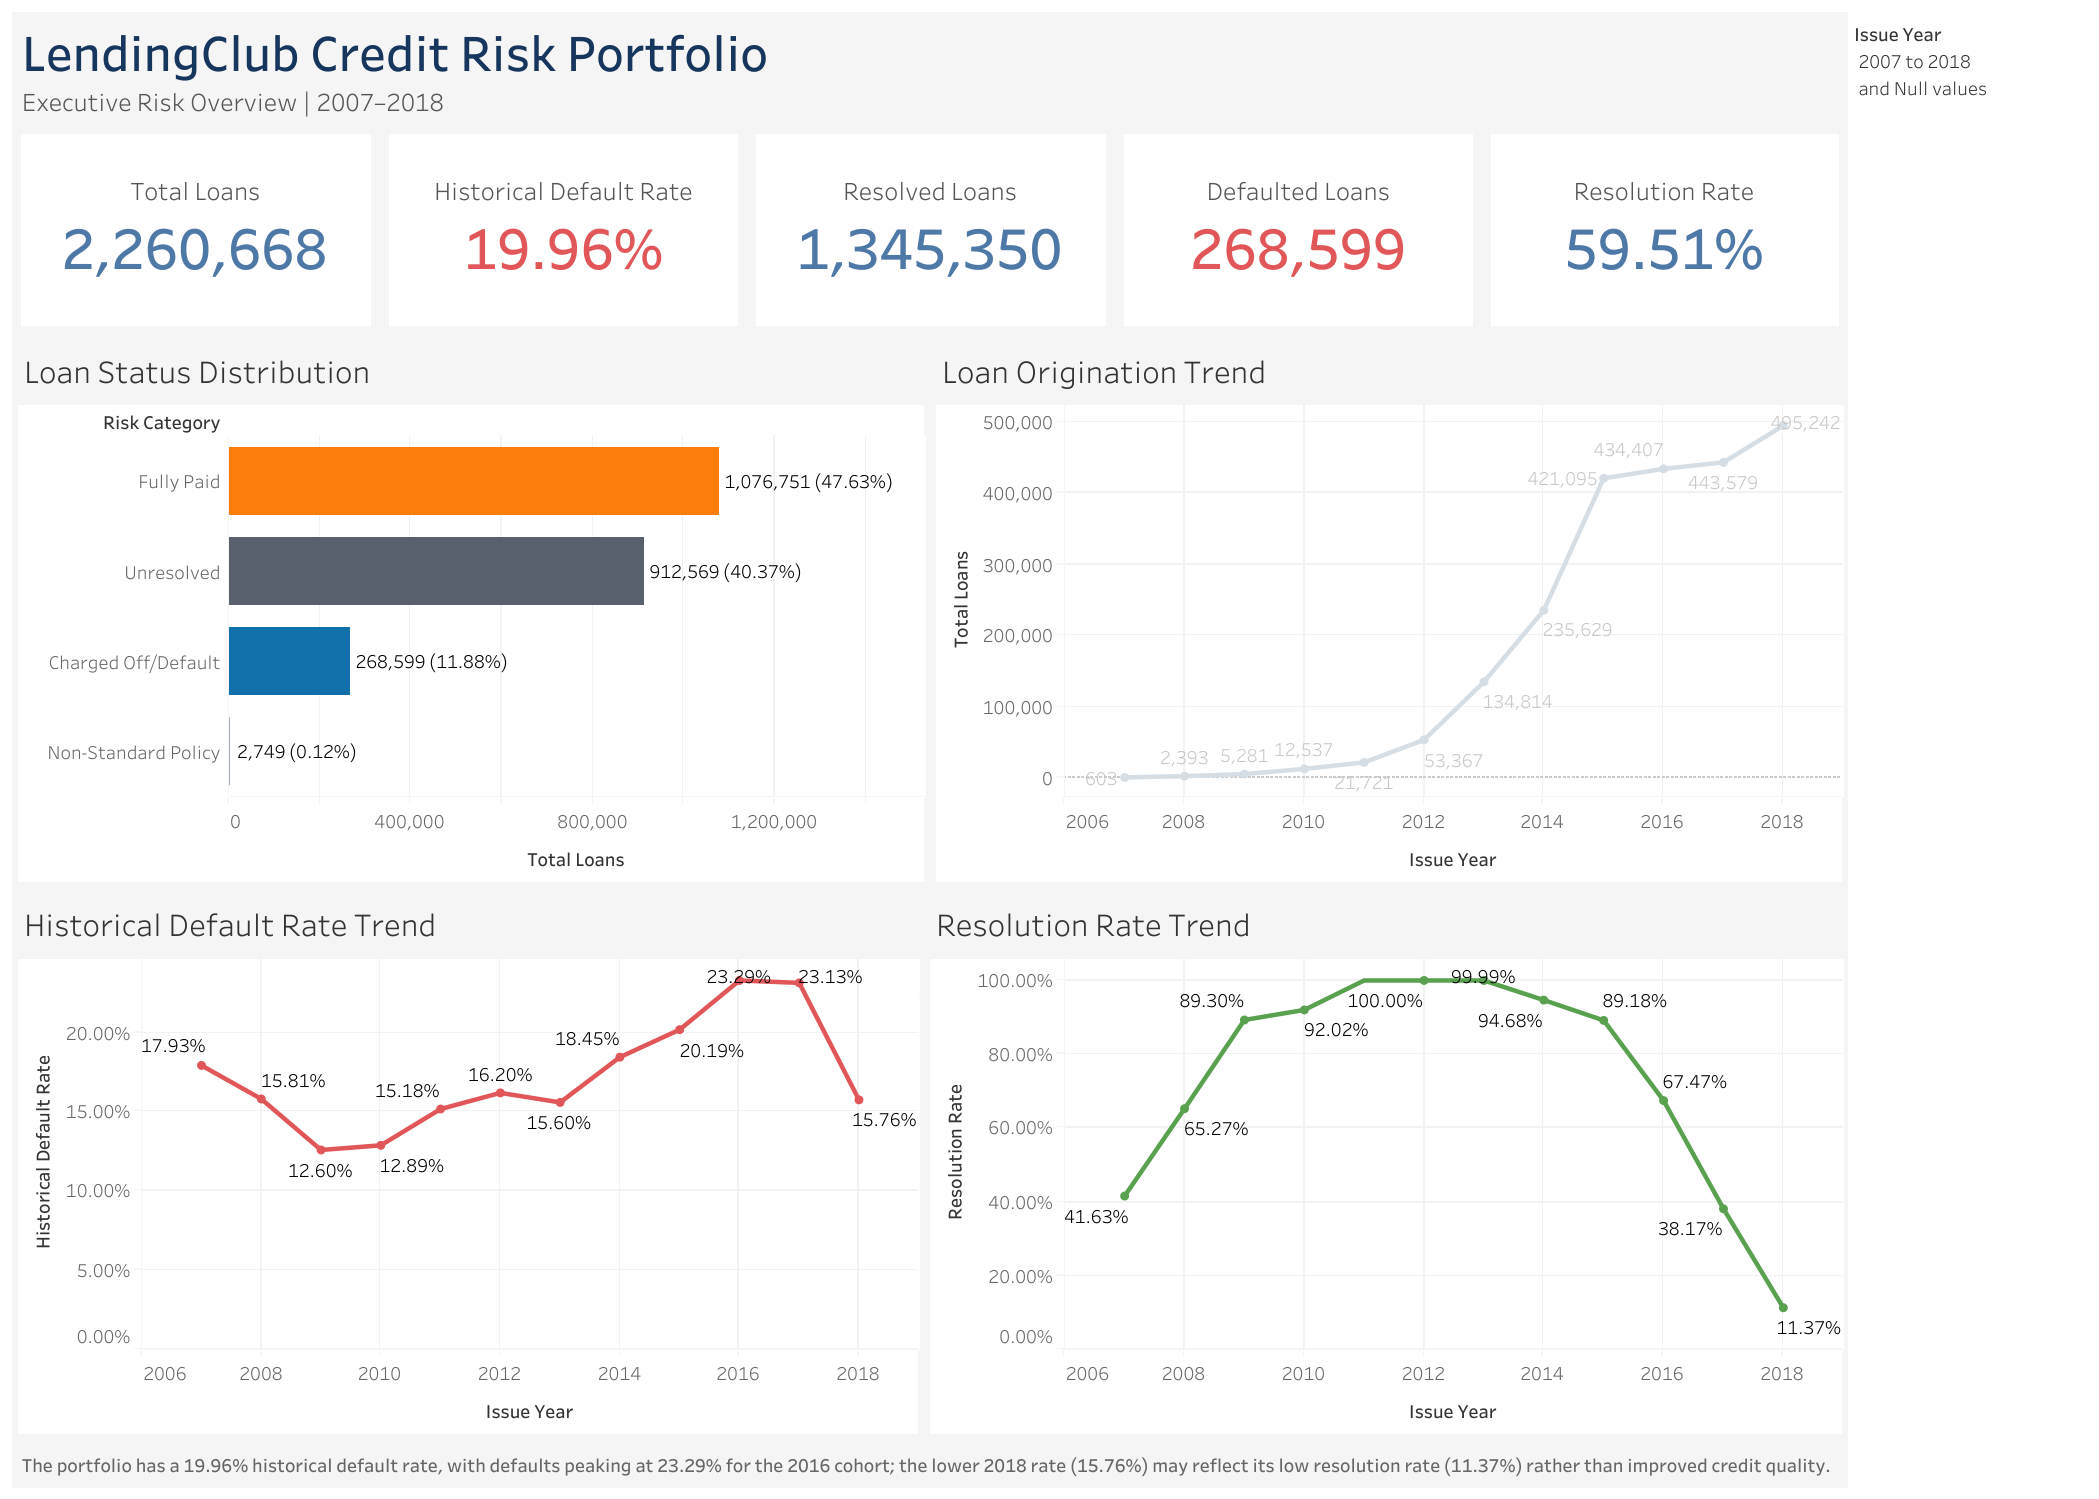 LendingClub Credit Risk Portfolio
Executive Risk Overview | 2007–2018
Issue Year
2007 to 2018
and Null values
Total Loans
2,260,668
Historical Default Rate
19.96%
Resolved Loans
1,345,350
Defaulted Loans
268,599
Resolution Rate
59.51%
Loan Status Distribution
Risk Category
Fully Paid
1,076,751 (47.63%)
Unresolved
912,569 (40.37%)
Charged Off/Default
268,599 (11.88%)
Non-Standard Policy
2,749 (0.12%)
0 400,000 800,000 1,200,000
Total Loans
Loan Origination Trend
Total Loans
500,000
400,000
300,000
200,000
100,000
0
603
2,393
5,281
12,537
21,721
53,367
134,814
235,629
421,095
434,407
443,579
495,242
2006 2008 2010 2012 2014 2016 2018
Issue Year
Historical Default Rate Trend
Historical Default Rate
20.00%
15.00%
10.00%
5.00%
0.00%
17.93%
15.81%
12.60%
12.89%
15.18%
16.20%
15.60%
18.45%
20.19%
23.29%
23.13%
15.76%
2006 2008 2010 2012 2014 2016 2018
Issue Year
Resolution Rate Trend
Resolution Rate
100.00%
80.00%
60.00%
40.00%
20.00%
0.00%
41.63%
65.27%
89.30%
92.02%
100.00%
99.99%
94.68%
89.18%
67.47%
38.17%
11.37%
2006 2008 2010 2012 2014 2016 2018
Issue Year
The portfolio has a 19.96% historical default rate, with defaults peaking at 23.29% for the 2016 cohort; the lower 2018 rate (15.76%) may reflect its low resolution rate (11.37%) rather than improved credit quality.